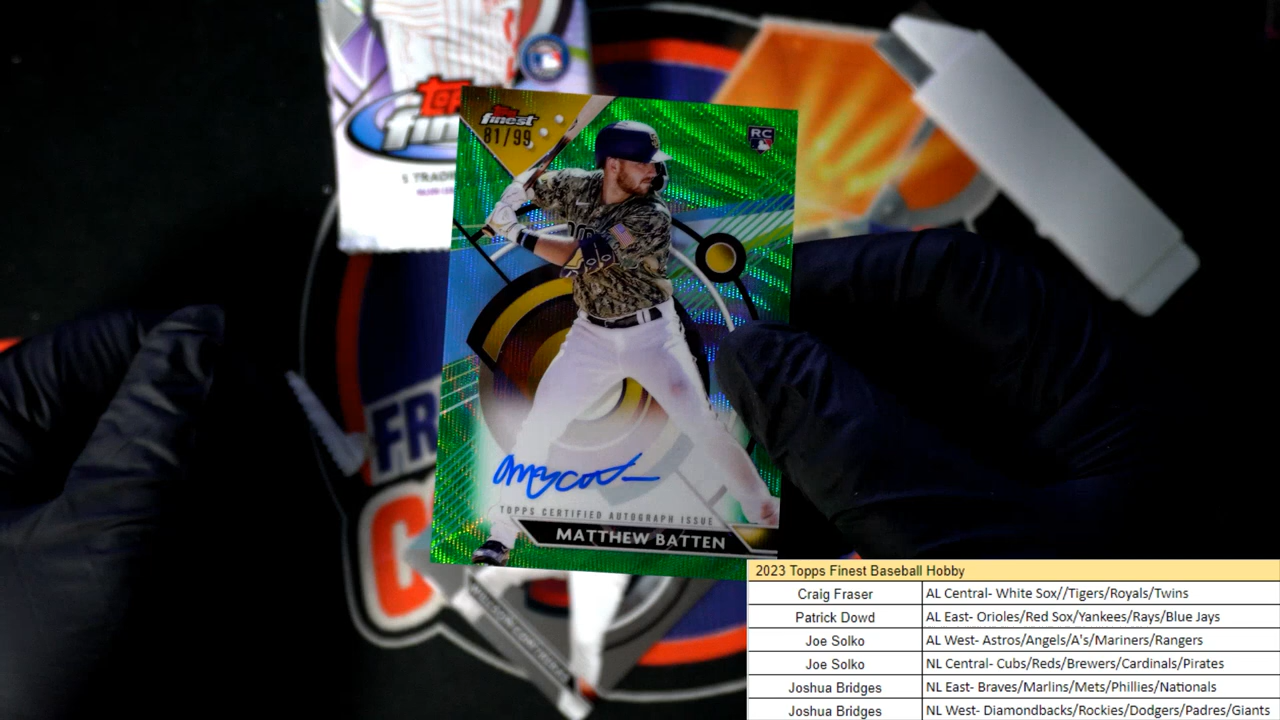 Topps
finest
81/99
RC
TOPPS CERTIFIED AUTOGRAPH ISSUE
MATTHEW BATTEN
FR
C
2023 Topps Finest Baseball Hobby
Craig Fraser AL Central- White Sox//Tigers/Royals/Twins
Patrick Dowd AL East- Orioles/Red Sox/Yankees/Rays/Blue Jays
Joe Solko AL West- Astros/Angels/A's/Mariners/Rangers
Joe Solko NL Central- Cubs/Reds/Brewers/Cardinals/Pirates
Joshua Bridges NL East- Braves/Marlins/Mets/Phillies/Nationals
Joshua Bridges NL West- Diamondbacks/Rockies/Dodgers/Padres/Giants